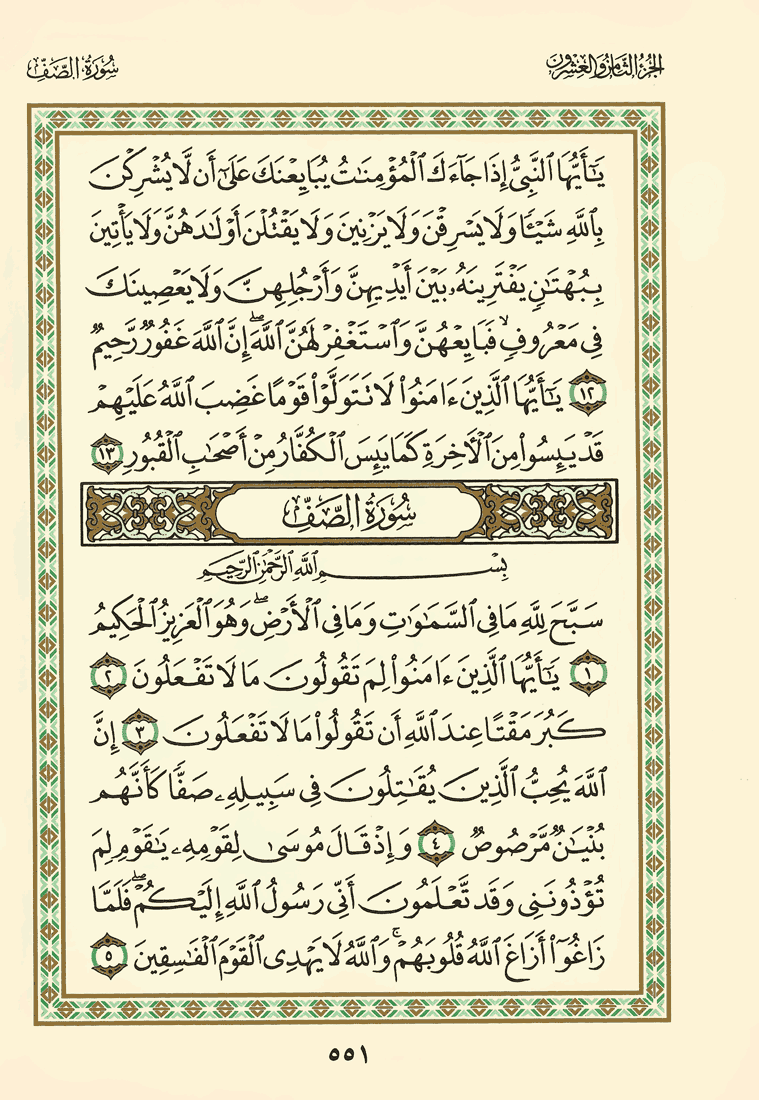 الجزء الثامن والعشرون
سورة الصف
يَٰٓأَيُّهَا ٱلنَّبِىُّ إِذَا جَآءَكَ ٱلْمُؤْمِنَٰتُ يُبَايِعْنَكَ عَلَىٰٓ أَن لَّا يُشْرِكْنَ
بِٱللَّهِ شَيْـًٔا وَلَا يَسْرِقْنَ وَلَا يَزْنِينَ وَلَا يَقْتُلْنَ أَوْلَٰدَهُنَّ وَلَا يَأْتِينَ
بِبُهْتَٰنٍ يَفْتَرِينَهُۥ بَيْنَ أَيْدِيهِنَّ وَأَرْجُلِهِنَّ وَلَا يَعْصِينَكَ
فِى مَعْرُوفٍ ۙ فَبَايِعْهُنَّ وَٱسْتَغْفِرْ لَهُنَّ ٱللَّهَ ۖ إِنَّ ٱللَّهَ غَفُورٌ رَّحِيمٌ
١٢ يَٰٓأَيُّهَا ٱلَّذِينَ ءَامَنُوا۟ لَا تَتَوَلَّوْا۟ قَوْمًا غَضِبَ ٱللَّهُ عَلَيْهِمْ
قَدْ يَئِسُوا۟ مِنَ ٱلْءَاخِرَةِ كَمَا يَئِسَ ٱلْكُفَّارُ مِنْ أَصْحَٰبِ ٱلْقُبُورِ ١٣
سُورَةُ الصَّفِّ
بِسْمِ ٱللَّهِ ٱلرَّحْمَٰنِ ٱلرَّحِيمِ
سَبَّحَ لِلَّهِ مَا فِى ٱلسَّمَٰوَٰتِ وَمَا فِى ٱلْأَرْضِ ۖ وَهُوَ ٱلْعَزِيزُ ٱلْحَكِيمُ
١ يَٰٓأَيُّهَا ٱلَّذِينَ ءَامَنُوا۟ لِمَ تَقُولُونَ مَا لَا تَفْعَلُونَ ٢
كَبُرَ مَقْتًا عِندَ ٱللَّهِ أَن تَقُولُوا۟ مَا لَا تَفْعَلُونَ ٣ إِنَّ
ٱللَّهَ يُحِبُّ ٱلَّذِينَ يُقَٰتِلُونَ فِى سَبِيلِهِۦ صَفًّا كَأَنَّهُم
بُنْيَٰنٌ مَّرْصُوصٌ ٤ وَإِذْ قَالَ مُوسَىٰ لِقَوْمِهِۦ يَٰقَوْمِ لِمَ
تُؤْذُونَنِى وَقَد تَّعْلَمُونَ أَنِّى رَسُولُ ٱللَّهِ إِلَيْكُمْ ۖ فَلَمَّا
زَاغُوٓا۟ أَزَاغَ ٱللَّهُ قُلُوبَهُمْ ۚ وَٱللَّهُ لَا يَهْدِى ٱلْقَوْمَ ٱلْفَٰسِقِينَ ٥
٥٥١